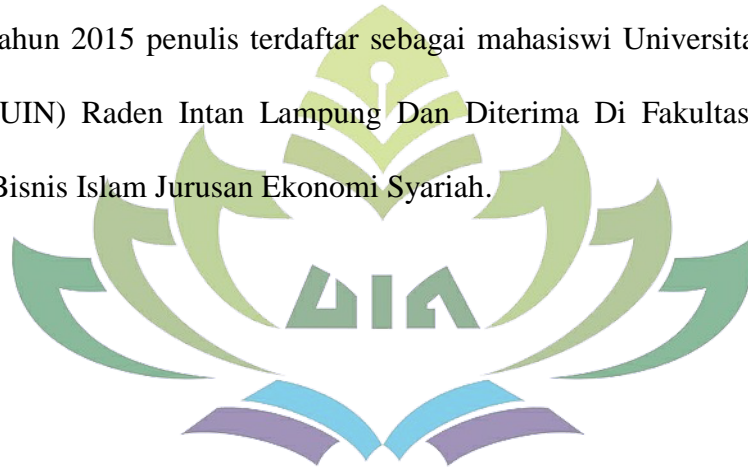 ahun 2015 penulis terdaftar sebagai mahasiswi Universita
UIN) Raden Intan Lampung Dan Diterima Di Fakultas
Bisnis Islam Jurusan Ekonomi Syariah.
UIN